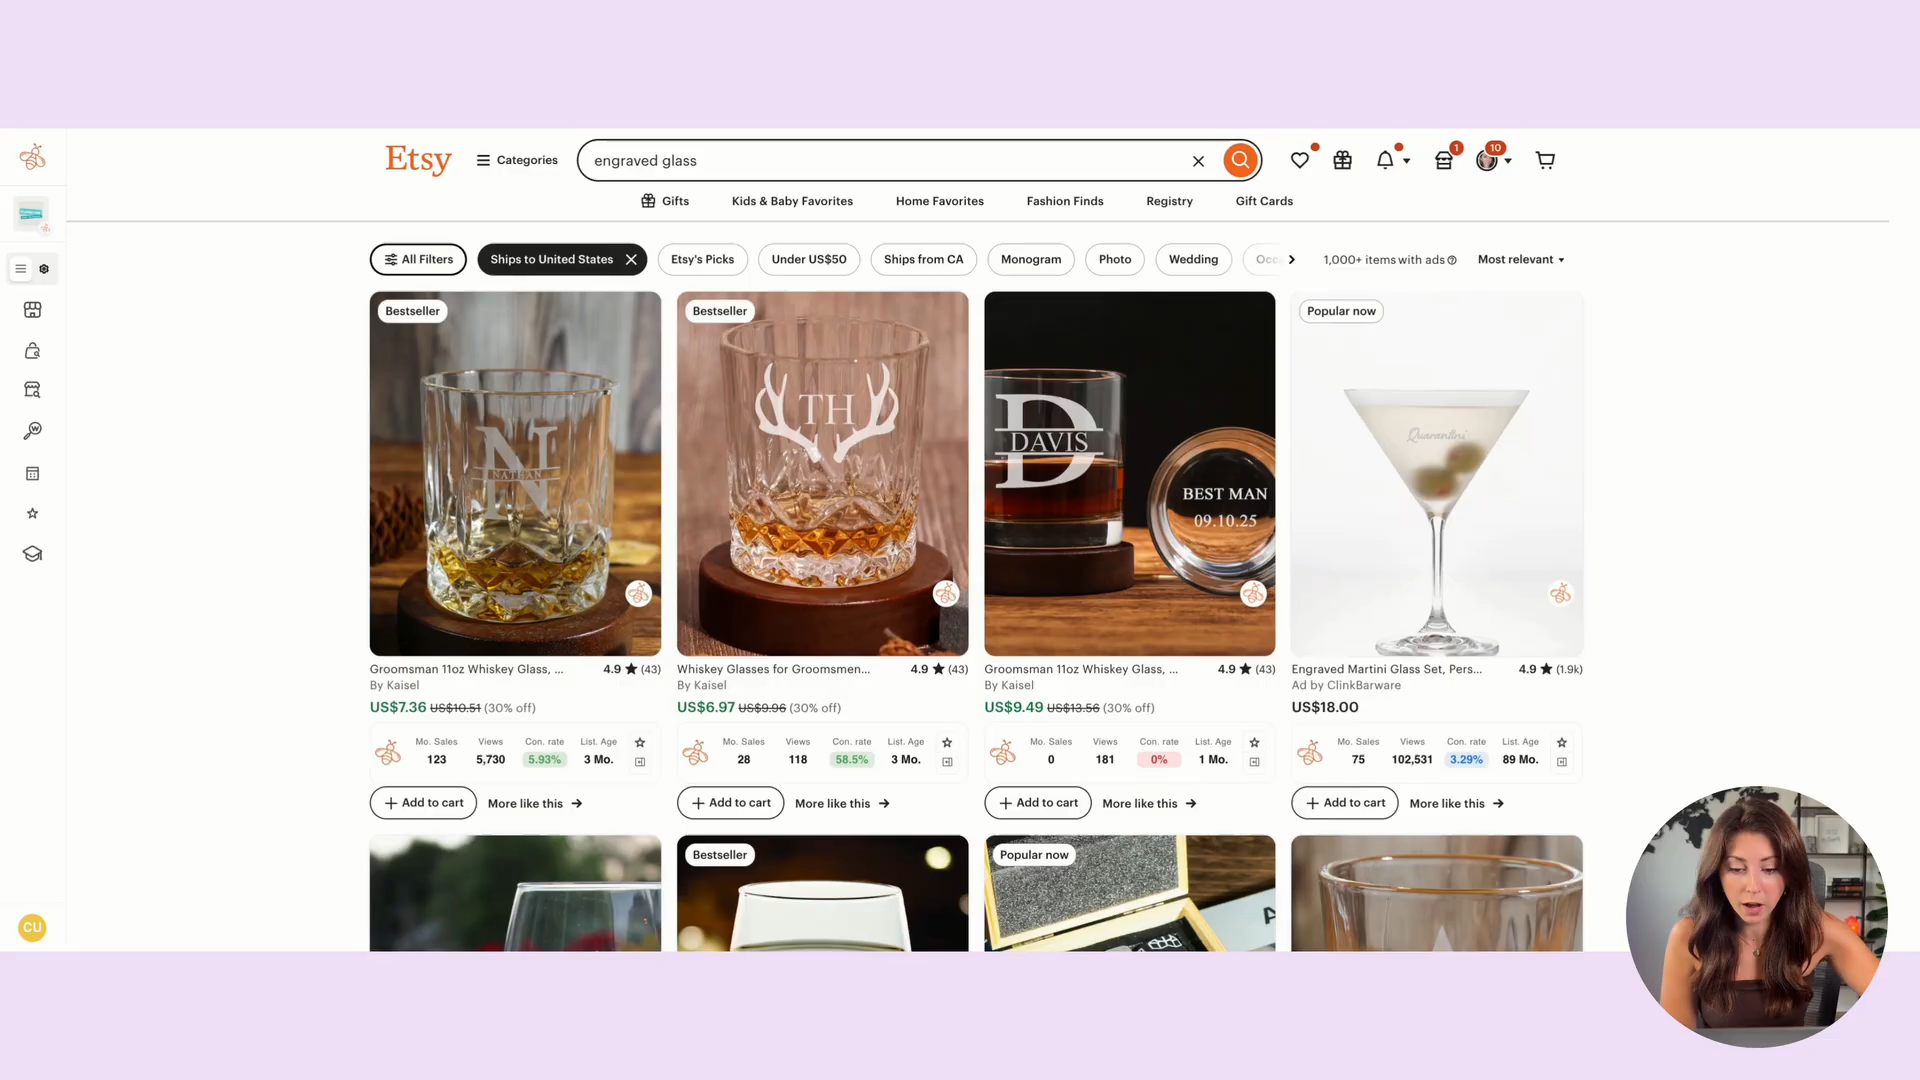 Etsy
Categories
engraved glass
1
10
Gifts
Kids & Baby Favorites
Home Favorites
Fashion Finds
Registry
Gift Cards
All Filters
Ships to United States
Etsy's Picks
Under US$50
Ships from CA
Monogram
Photo
Wedding
1,000+ items with ads
Most relevant
Bestseller
N
NATHAN
Bestseller
TH
D
DAVIS
BEST MAN
09.10.25
Popular now
Quarantini
Groomsman 11oz Whiskey Glass, ...
4.9 ★ (43)
By Kaisel
US$7.36 US$10.51 (30% off)
Mo. Sales Views Con. rate List. Age
123 5,730 5.93% 3 Mo.
+ Add to cart
More like this →
Whiskey Glasses for Groomsmen...
4.9 ★ (43)
By Kaisel
US$6.97 US$9.96 (30% off)
Mo. Sales Views Con. rate List. Age
28 118 58.5% 3 Mo.
+ Add to cart
More like this →
Groomsman 11oz Whiskey Glass, ...
4.9 ★ (43)
By Kaisel
US$9.49 US$13.56 (30% off)
Mo. Sales Views Con. rate List. Age
0 181 0% 1 Mo.
+ Add to cart
More like this →
Engraved Martini Glass Set, Pers...
4.9 ★ (1.9k)
Ad by ClinkBarware
US$18.00
Mo. Sales Views Con. rate List. Age
75 102,531 3.29% 89 Mo.
+ Add to cart
More like this →
Bestseller
Popular now
CU